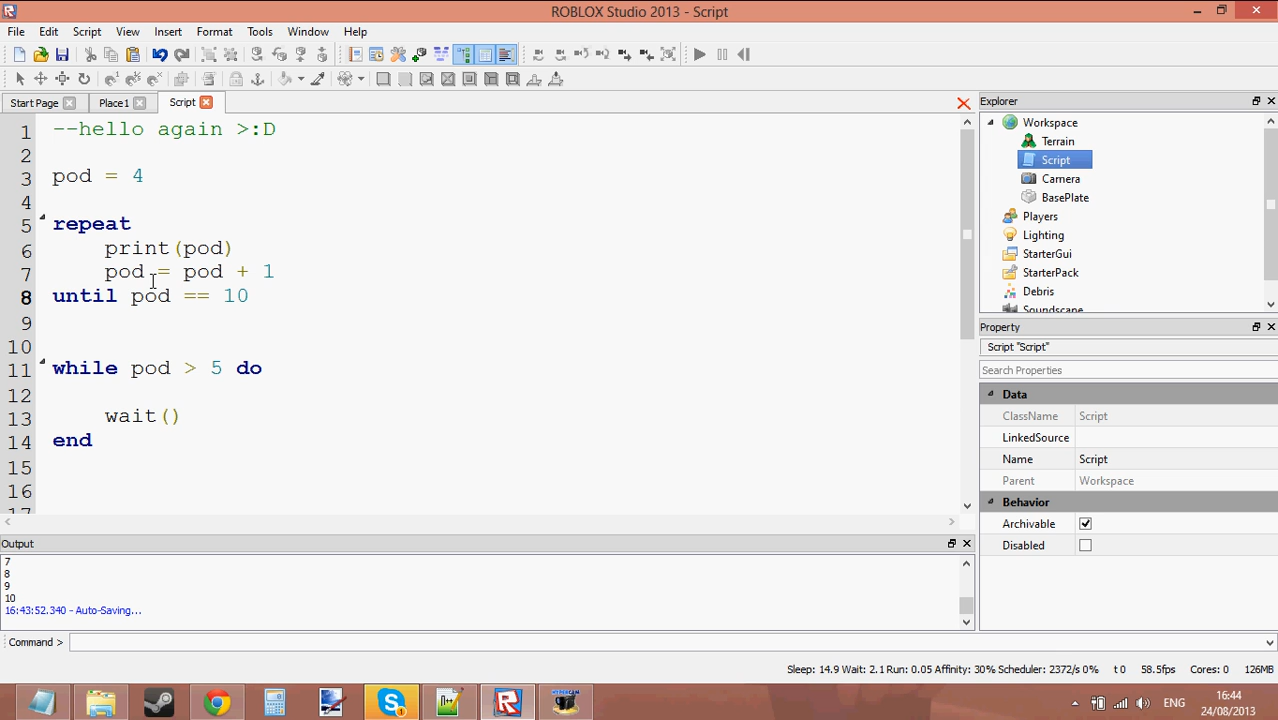 ROBLOX Studio 2013 - Script
File Edit Script View Insert Format Tools Window Help
Start Page Place1 Script
1 --hello again >:D
2
3 pod = 4
4
5 repeat
6 print(pod)
7 pod = pod + 1
8 until pod == 10
9
10
11 while pod > 5 do
12
13 wait()
14 end
15
16
17
Explorer
Workspace
Terrain
Script
Camera
BasePlate
Players
Lighting
StarterGui
StarterPack
Debris
Soundscape
Property
Script "Script"
Search Properties
Data
ClassName Script
LinkedSource
Name Script
Parent Workspace
Behavior
Archivable
Disabled
Output
7
8
9
10
16:43:52.340 - Auto-Saving...
Command >
Sleep: 14.9 Wait: 2.1 Run: 0.05 Affinity: 30% Scheduler: 2372/s 0% t 0 58.5fps Cores: 0 126MB
ENG
16:44
24/08/2013